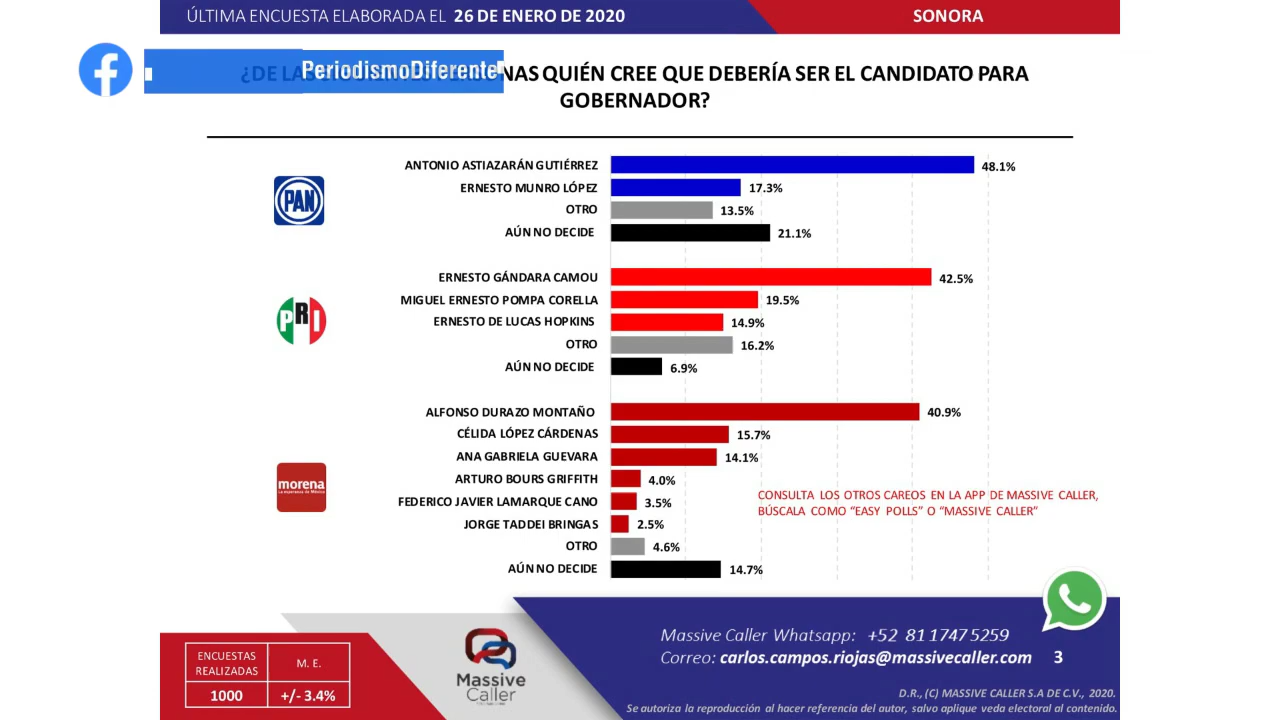 ÚLTIMA ENCUESTA ELABORADA EL 26 DE ENERO DE 2020
SONORA
PeriodismoDiferente
¿DE LAS NAS QUIÉN CREE QUE DEBERÍA SER EL CANDIDATO PARA
GOBERNADOR?
PAN
ANTONIO ASTIAZARÁN GUTIÉRREZ 48.1%
ERNESTO MUNRO LÓPEZ 17.3%
OTRO 13.5%
AÚN NO DECIDE 21.1%
PRI
ERNESTO GÁNDARA CAMOU 42.5%
MIGUEL ERNESTO POMPA CORELLA 19.5%
ERNESTO DE LUCAS HOPKINS 14.9%
OTRO 16.2%
AÚN NO DECIDE 6.9%
morena
La esperanza de México
ALFONSO DURAZO MONTAÑO 40.9%
CÉLIDA LÓPEZ CÁRDENAS 15.7%
ANA GABRIELA GUEVARA 14.1%
ARTURO BOURS GRIFFITH 4.0%
FEDERICO JAVIER LAMARQUE CANO 3.5%
JORGE TADDEI BRINGAS 2.5%
OTRO 4.6%
AÚN NO DECIDE 14.7%
CONSULTA LOS OTROS CAREOS EN LA APP DE MASSIVE CALLER,
BÚSCALA COMO “EASY POLLS” O “MASSIVE CALLER”
ENCUESTAS
REALIZADAS
M. E.
1000
+/- 3.4%
Massive
Caller
Massive Caller Whatsapp: +52 81 1747 5259
Correo: carlos.campos.riojas@massivecaller.com 3
D.R., (C) MASSIVE CALLER S.A DE C.V., 2020.
Se autoriza la reproducción al hacer referencia del autor, salvo aplique veda electoral al contenido.